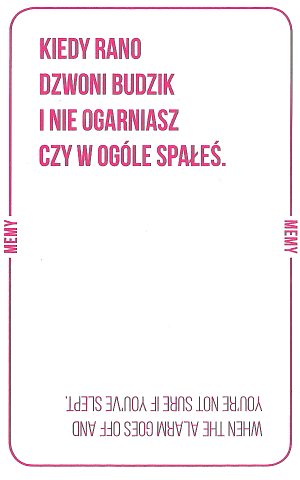 KIEDY RANO
DZWONI BUDZIK
I NIE OGARNIASZ
CZY W OGÓLE SPAŁEŚ.
MEMY
MEMY
WHEN THE ALARM GOES OFF AND
YOU'RE NOT SURE IF YOU'VE SLEPT.